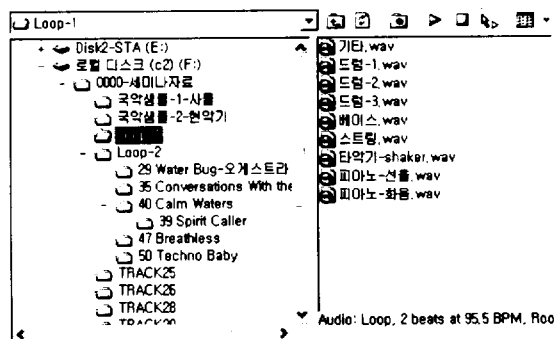 Loop-1
Disk2-STA (E:)
로컬 디스크 (c2) (F:)
0000-세미나자료
국악샘플-1-사물
국악샘플-2-현악기
Loop-2
29 Water Bug-오케스트라
35 Conversations With the
40 Calm Waters
39 Spirit Caller
47 Breathless
50 Techno Baby
TRACK25
TRACK26
TRACK28
기타.wav
드럼-1.wav
드럼-2.wav
드럼-3.wav
베이스.wav
스트링.wav
타악기-shaker.wav
피아노-선율.wav
피아노-화음.wav
Audio: Loop, 2 beats at 95.5 BPM, Roo